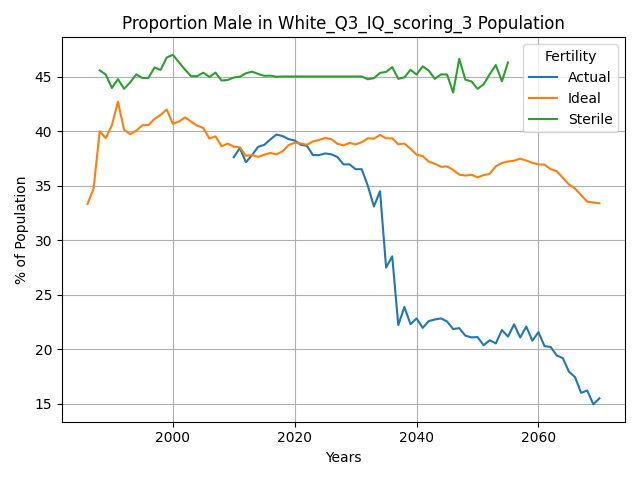 Proportion Male in White_Q3_IQ_scoring_3 Population
Fertility
Actual
Ideal
Sterile
% of Population
45
40
35
30
25
20
15
2000
2020
2040
2060
Years